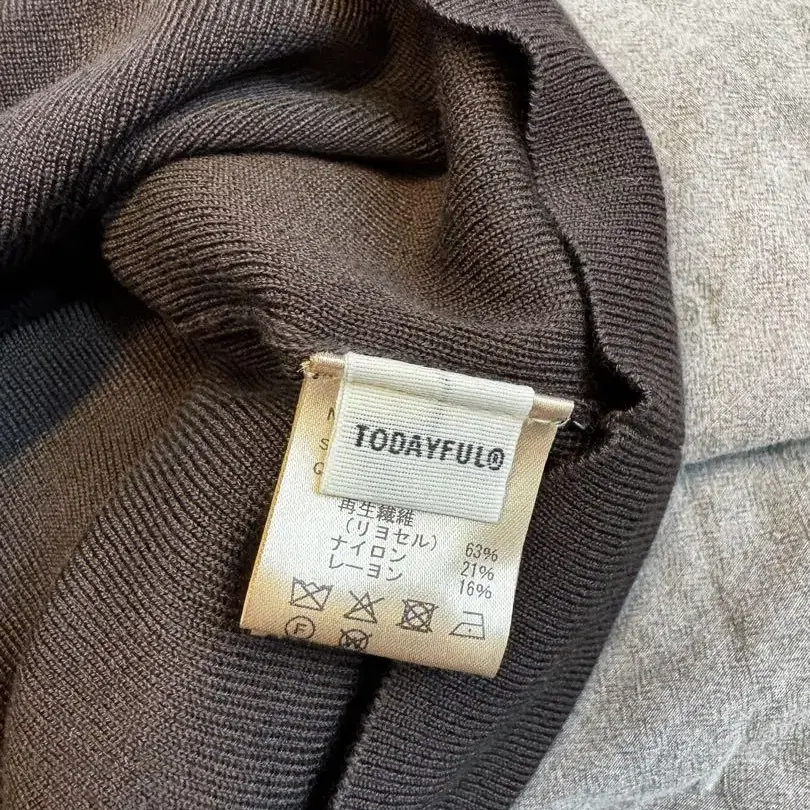 TODAYFUL®
再生繊維
(リヨセル) 63%
ナイロン 21%
レーヨン 16%
F
W